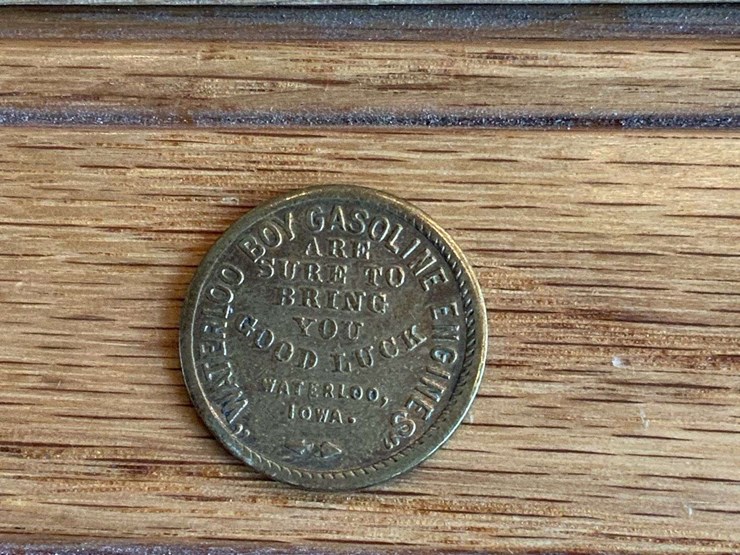 "WATERLOO BOY GASOLINE ENGINES"
ARE
SURE TO
BRING
YOU
GOOD LUCK
WATERLOO,
IOWA.